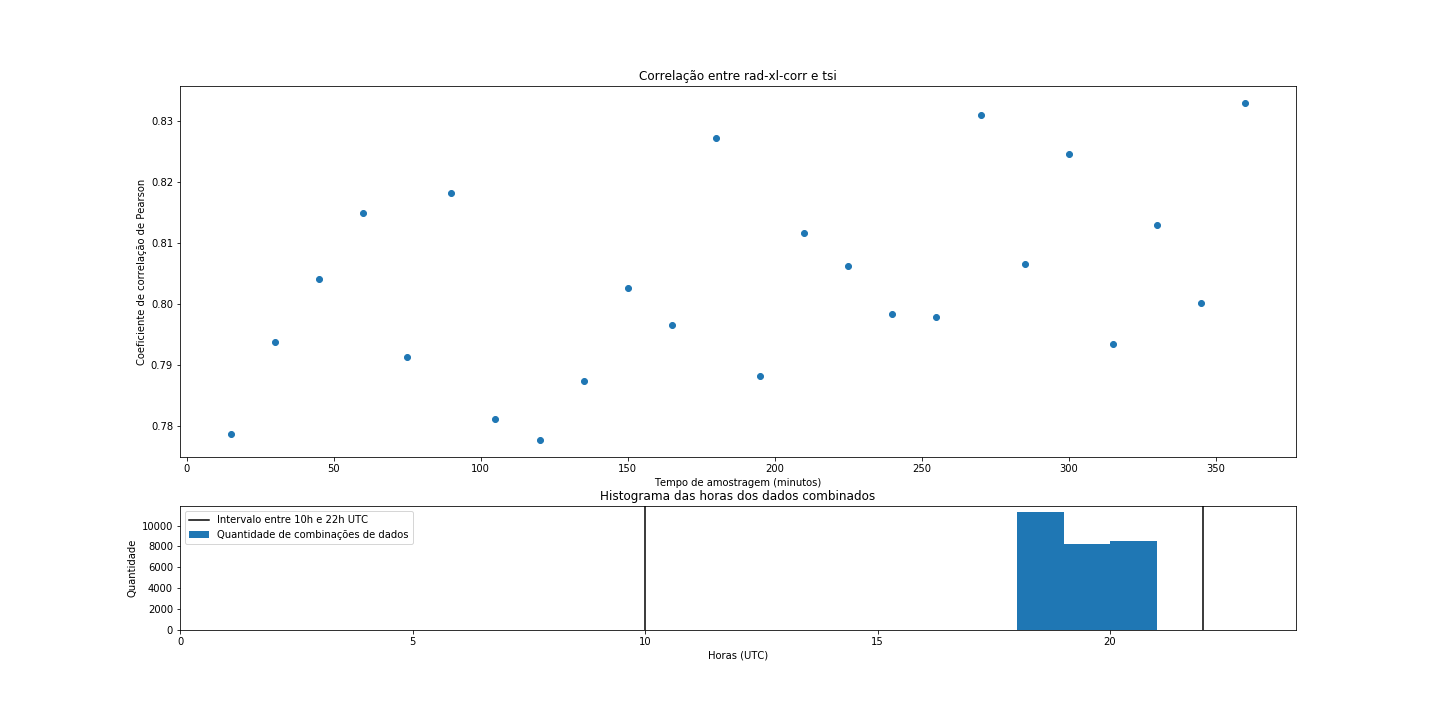 Correlação entre rad-xl-corr e tsi
0.83
0.82
0.81
0.80
0.79
0.78
Coeficiente de correlação de Pearson
0 50 100 150 200 250 300 350
Tempo de amostragem (minutos)
Histograma das horas dos dados combinados
Intervalo entre 10h e 22h UTC
Quantidade de combinações de dados
10000
8000
6000
4000
2000
0
Quantidade
0 5 10 15 20
Horas (UTC)